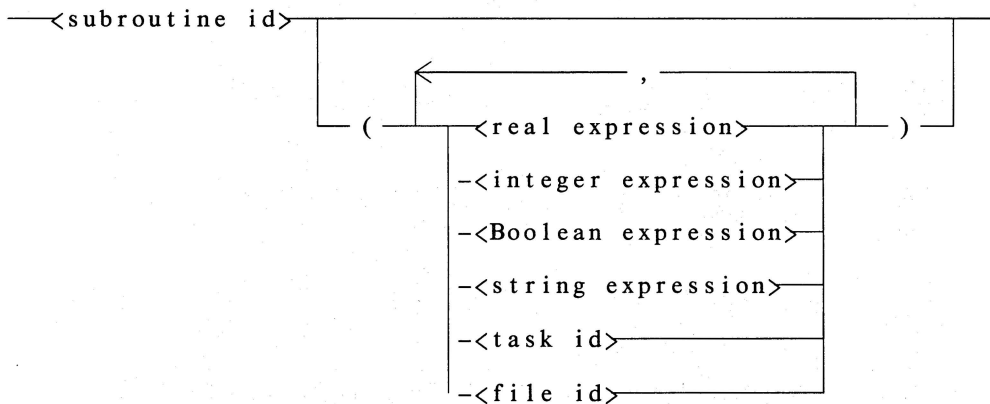 <subroutine id>
,
( <real expression> )
<integer expression>
<Boolean expression>
<string expression>
<task id>
<file id>